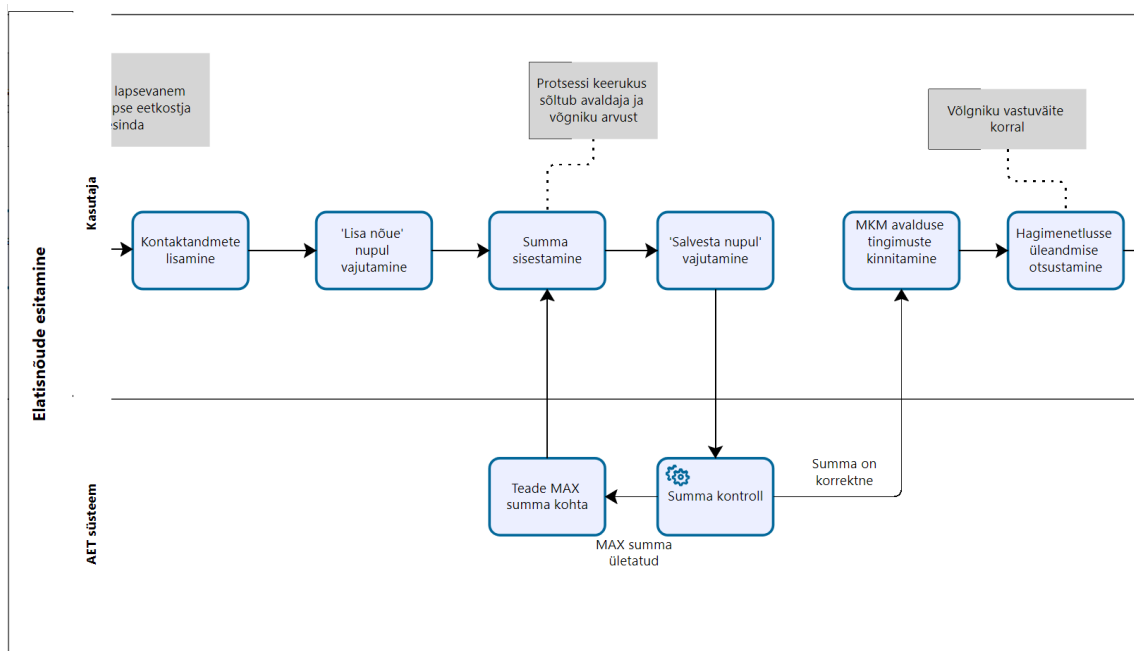 Elatisnõude esitamine
Kasutaja
AET süsteem
lapsevanem
eetkostja
Protsessi keerukus
sõltub avaldaja ja
võgniku arvust
Võlgniku vastuväite
korral
Kontaktandmete
lisamine
'Lisa nõue'
nupul
vajutamine
Summa
sisestamine
'Salvesta nupul'
vajutamine
MKM avalduse
tingimuste
kinnitamine
Hagimenetlusse
üleandmise
otsustamine
Teade MAX
summa kohta
Summa kontroll
Summa on
korrektne
MAX summa
ületatud